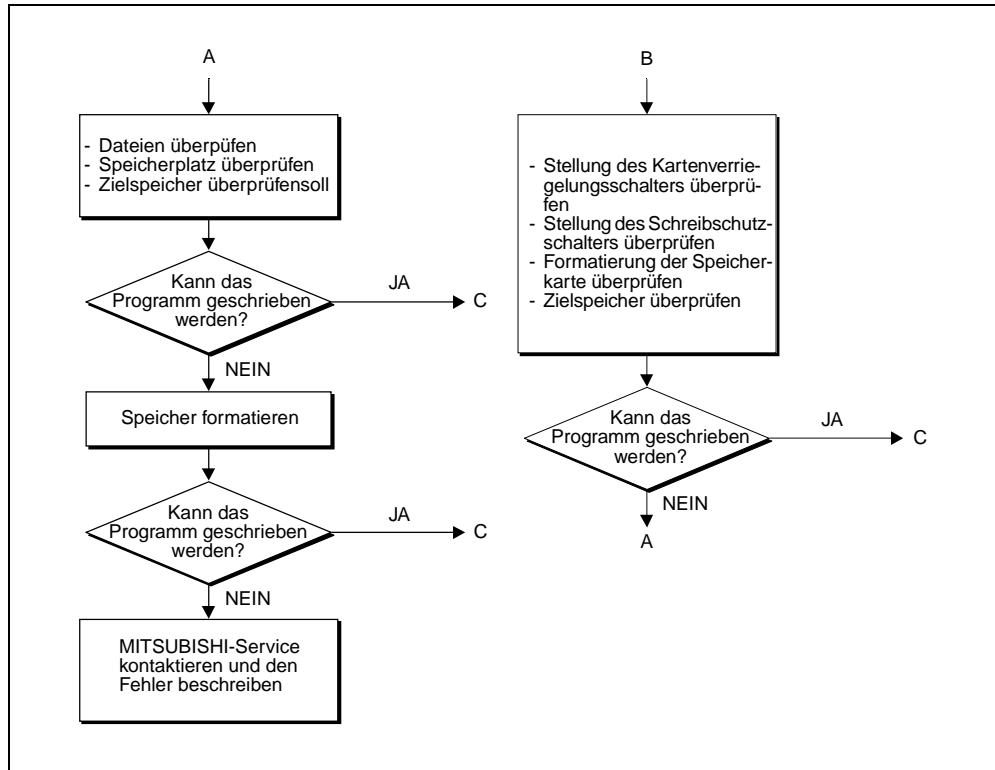 A
- Dateien überpüfen
- Speicherplatz überprüfen
- Zielspeicher überprüfensoll
Kann das
Programm geschrieben
werden?
JA
C
NEIN
Speicher formatieren
Kann das
Programm geschrieben
werden?
JA
C
NEIN
MITSUBISHI-Service
kontaktieren und den
Fehler beschreiben
B
- Stellung des Kartenverrie-
gelungsschalters überprü-
fen
- Stellung des Schreibschutz-
schalters überprüfen
- Formatierung der Speicher-
karte überprüfen
- Zielspeicher überprüfen
Kann das
Programm geschrieben
werden?
JA
C
NEIN
A